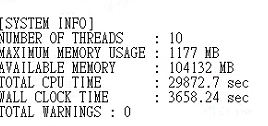 [SYSTEM INFO]
NUMBER OF THREADS : 10
MAXIMUM MEMORY USAGE : 1177 MB
AVAILABLE MEMORY : 104132 MB
TOTAL CPU TIME : 29872.7 sec
WALL CLOCK TIME : 3658.24 sec
TOTAL WARNINGS : 0